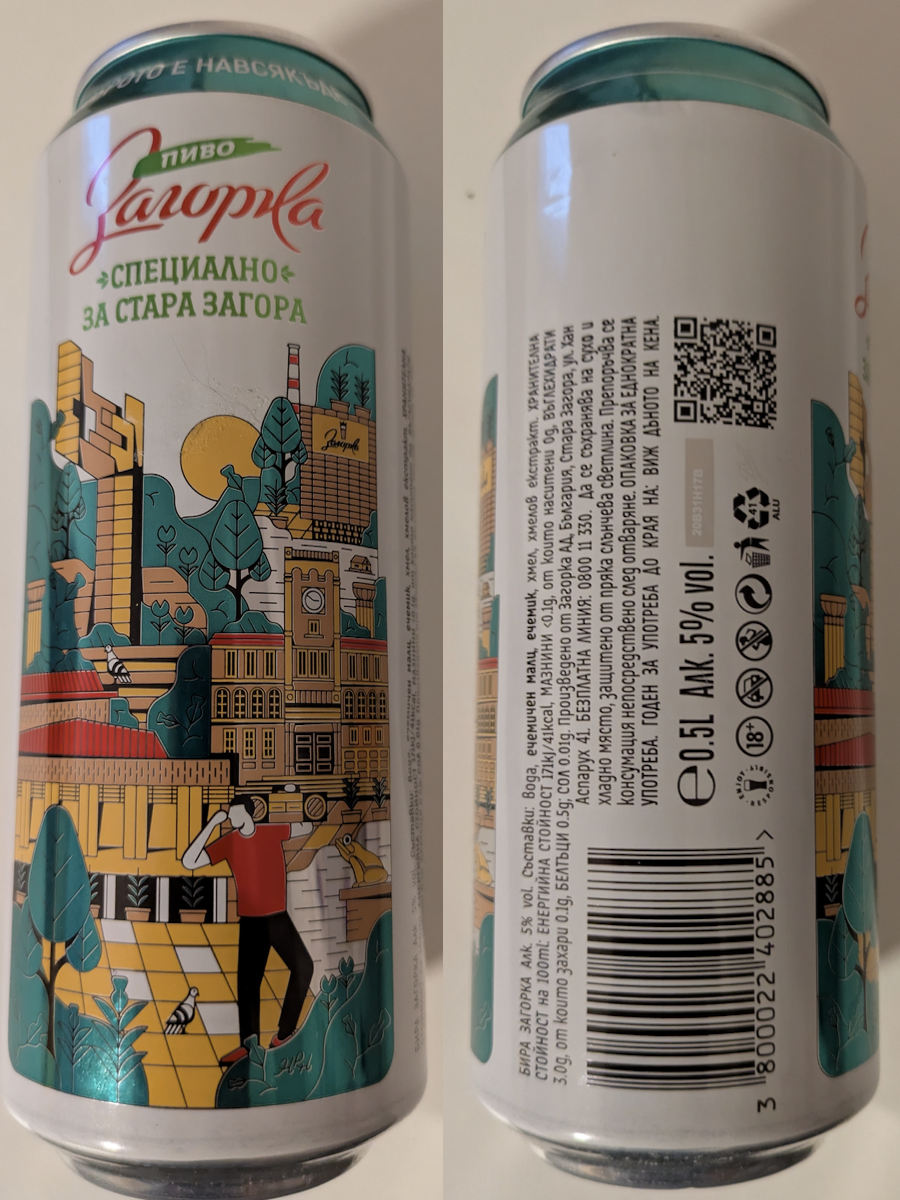 ПИВО
Загорка
СПЕЦИАЛНО
ЗА СТАРА ЗАГОРА
Загорка
БИРА ЗАГОРКА Алк. 5% vol. Съставки: Вода, ечемичен малц, ечемик, хмел, хмелов екстракт. ХРАНИТЕЛНА
СТОЙНОСТ на 100ml: ЕНЕРГИЙНА СТОЙНОСТ 171kJ/41kcal, МАЗНИНИ <0.1g, от които наситени 0g, ВЪГЛЕХИДРАТИ
3.0g, от които захари 0.1g, БЕЛТЪЦИ 0.5g, СОЛ 0.01g. Произведено от Загорка АД, България, Стара Загора, ул. Хан
Аспарух 41. БЕЗПЛАТНА ЛИНИЯ: 0800 11 330. Да се съхранява на сухо и
хладно място, защитено от пряка слънчева светлина. Препоръчва се
консумация непосредствено след отваряне. ОПАКОВКА ЗА ЕДНОКРАТНА
УПОТРЕБА. ГОДЕН ЗА УПОТРЕБА ДО КРАЯ НА: ВИЖ ДЪНОТО НА КЕНА.
e 0.5L АЛК. 5% VOL.
20B31H17B
18+
41
ALU
3 800022 402885 >